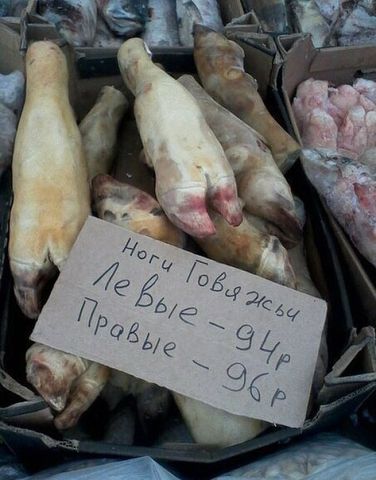 Ноги Говяжьи
Левые – 94р
Правые – 96р